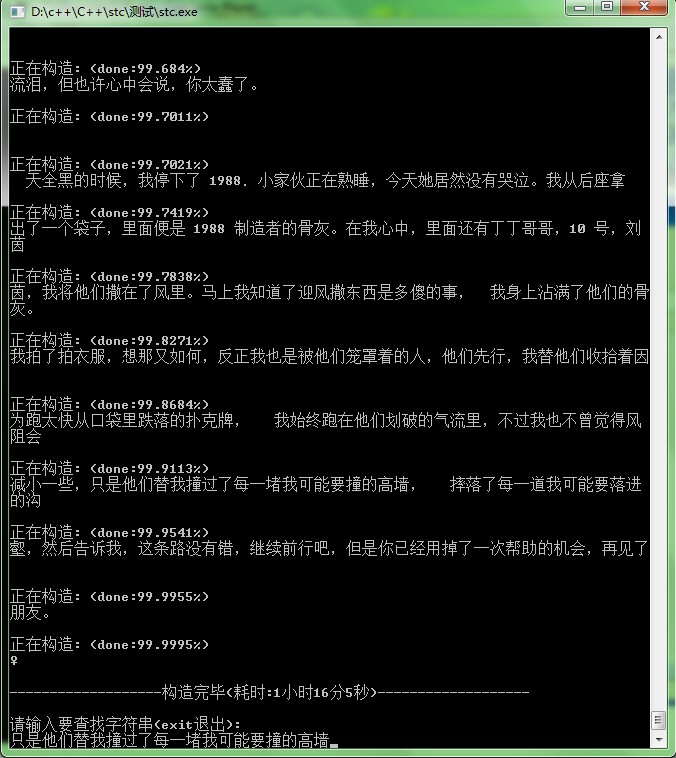 D:\c++\C++\stc\测试\stc.exe
正在构造: (done:99.684%)
流泪，但也许心中会说，你太蠢了。
正在构造: (done:99.7011%)
正在构造: (done:99.7021%)
天全黑的时候，我停下了 1988. 小家伙正在熟睡，今天她居然没有哭泣。我从后座拿
正在构造: (done:99.7419%)
出了一个袋子，里面便是 1988 制造者的骨灰。在我心中，里面还有丁丁哥哥，10 号，刘
茵
正在构造: (done:99.7838%)
茵，我将他们撒在了风里。马上我知道了迎风撒东西是多傻的事， 我身上沾满了他们的骨
灰。
正在构造: (done:99.8271%)
我拍了拍衣服，想那又如何，反正我也是被他们笼罩着的人，他们先行，我替他们收拾着因
正在构造: (done:99.8684%)
为跑太快从口袋里跌落的扑克牌， 我始终跑在他们划破的气流里，不过我也不曾觉得风
阻会
正在构造: (done:99.9113%)
减小一些，只是他们替我撞过了每一堵我可能要撞的高墙， 摔落了每一道我可能要落进
的沟
正在构造: (done:99.9541%)
壑，然后告诉我，这条路没有错，继续前行吧，但是你已经用掉了一次帮助的机会，再见了
正在构造: (done:99.9955%)
朋友。
正在构造: (done:99.9995%)
♀
-------------------构造完毕(耗时:1小时16分5秒)-------------------
请输入要查找字符串(exit退出):
只是他们替我撞过了每一堵我可能要撞的高墙